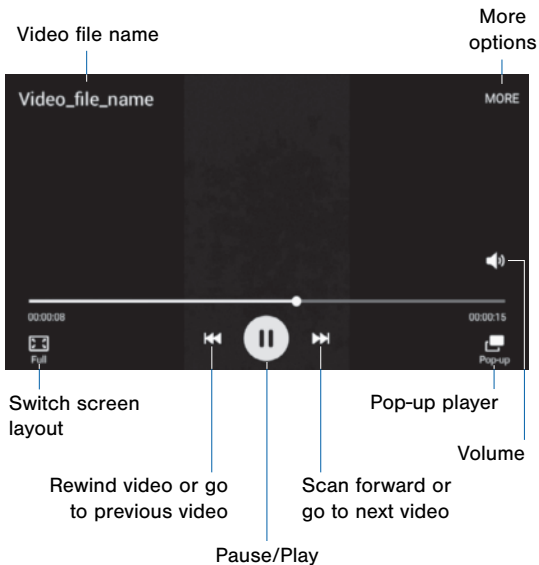 Video file name
More
options
Video_file_name
MORE
00:00:08
00:00:15
Full
Pop-up
Switch screen
layout
Pop-up player
Volume
Rewind video or go
to previous video
Scan forward or
go to next video
Pause/Play